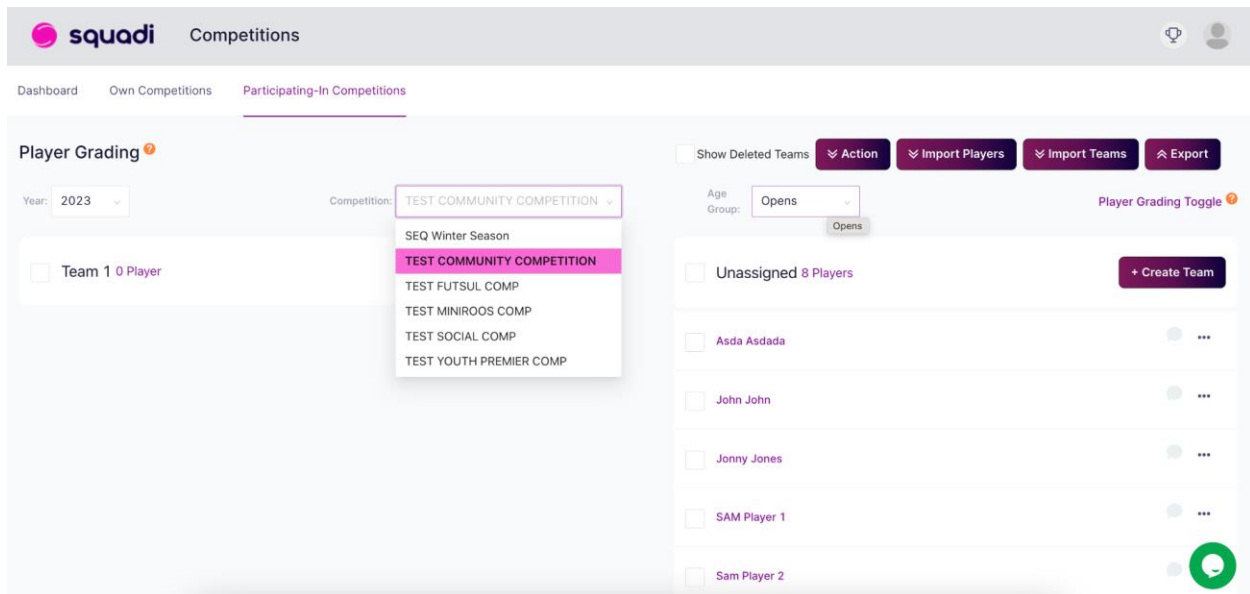 squadi Competitions
Dashboard Own Competitions Participating-In Competitions
Player Grading ?
Show Deleted Teams Action Import Players Import Teams Export
Year: 2023
Competition: TEST COMMUNITY COMPETITION
Age
Group:
Opens
Player Grading Toggle ?
Opens
SEQ Winter Season
TEST COMMUNITY COMPETITION
TEST FUTSUL COMP
TEST MINIROOS COMP
TEST SOCIAL COMP
TEST YOUTH PREMIER COMP
Team 1 0 Player
Unassigned 8 Players
+ Create Team
Asda Asdada
John John
Jonny Jones
SAM Player 1
Sam Player 2